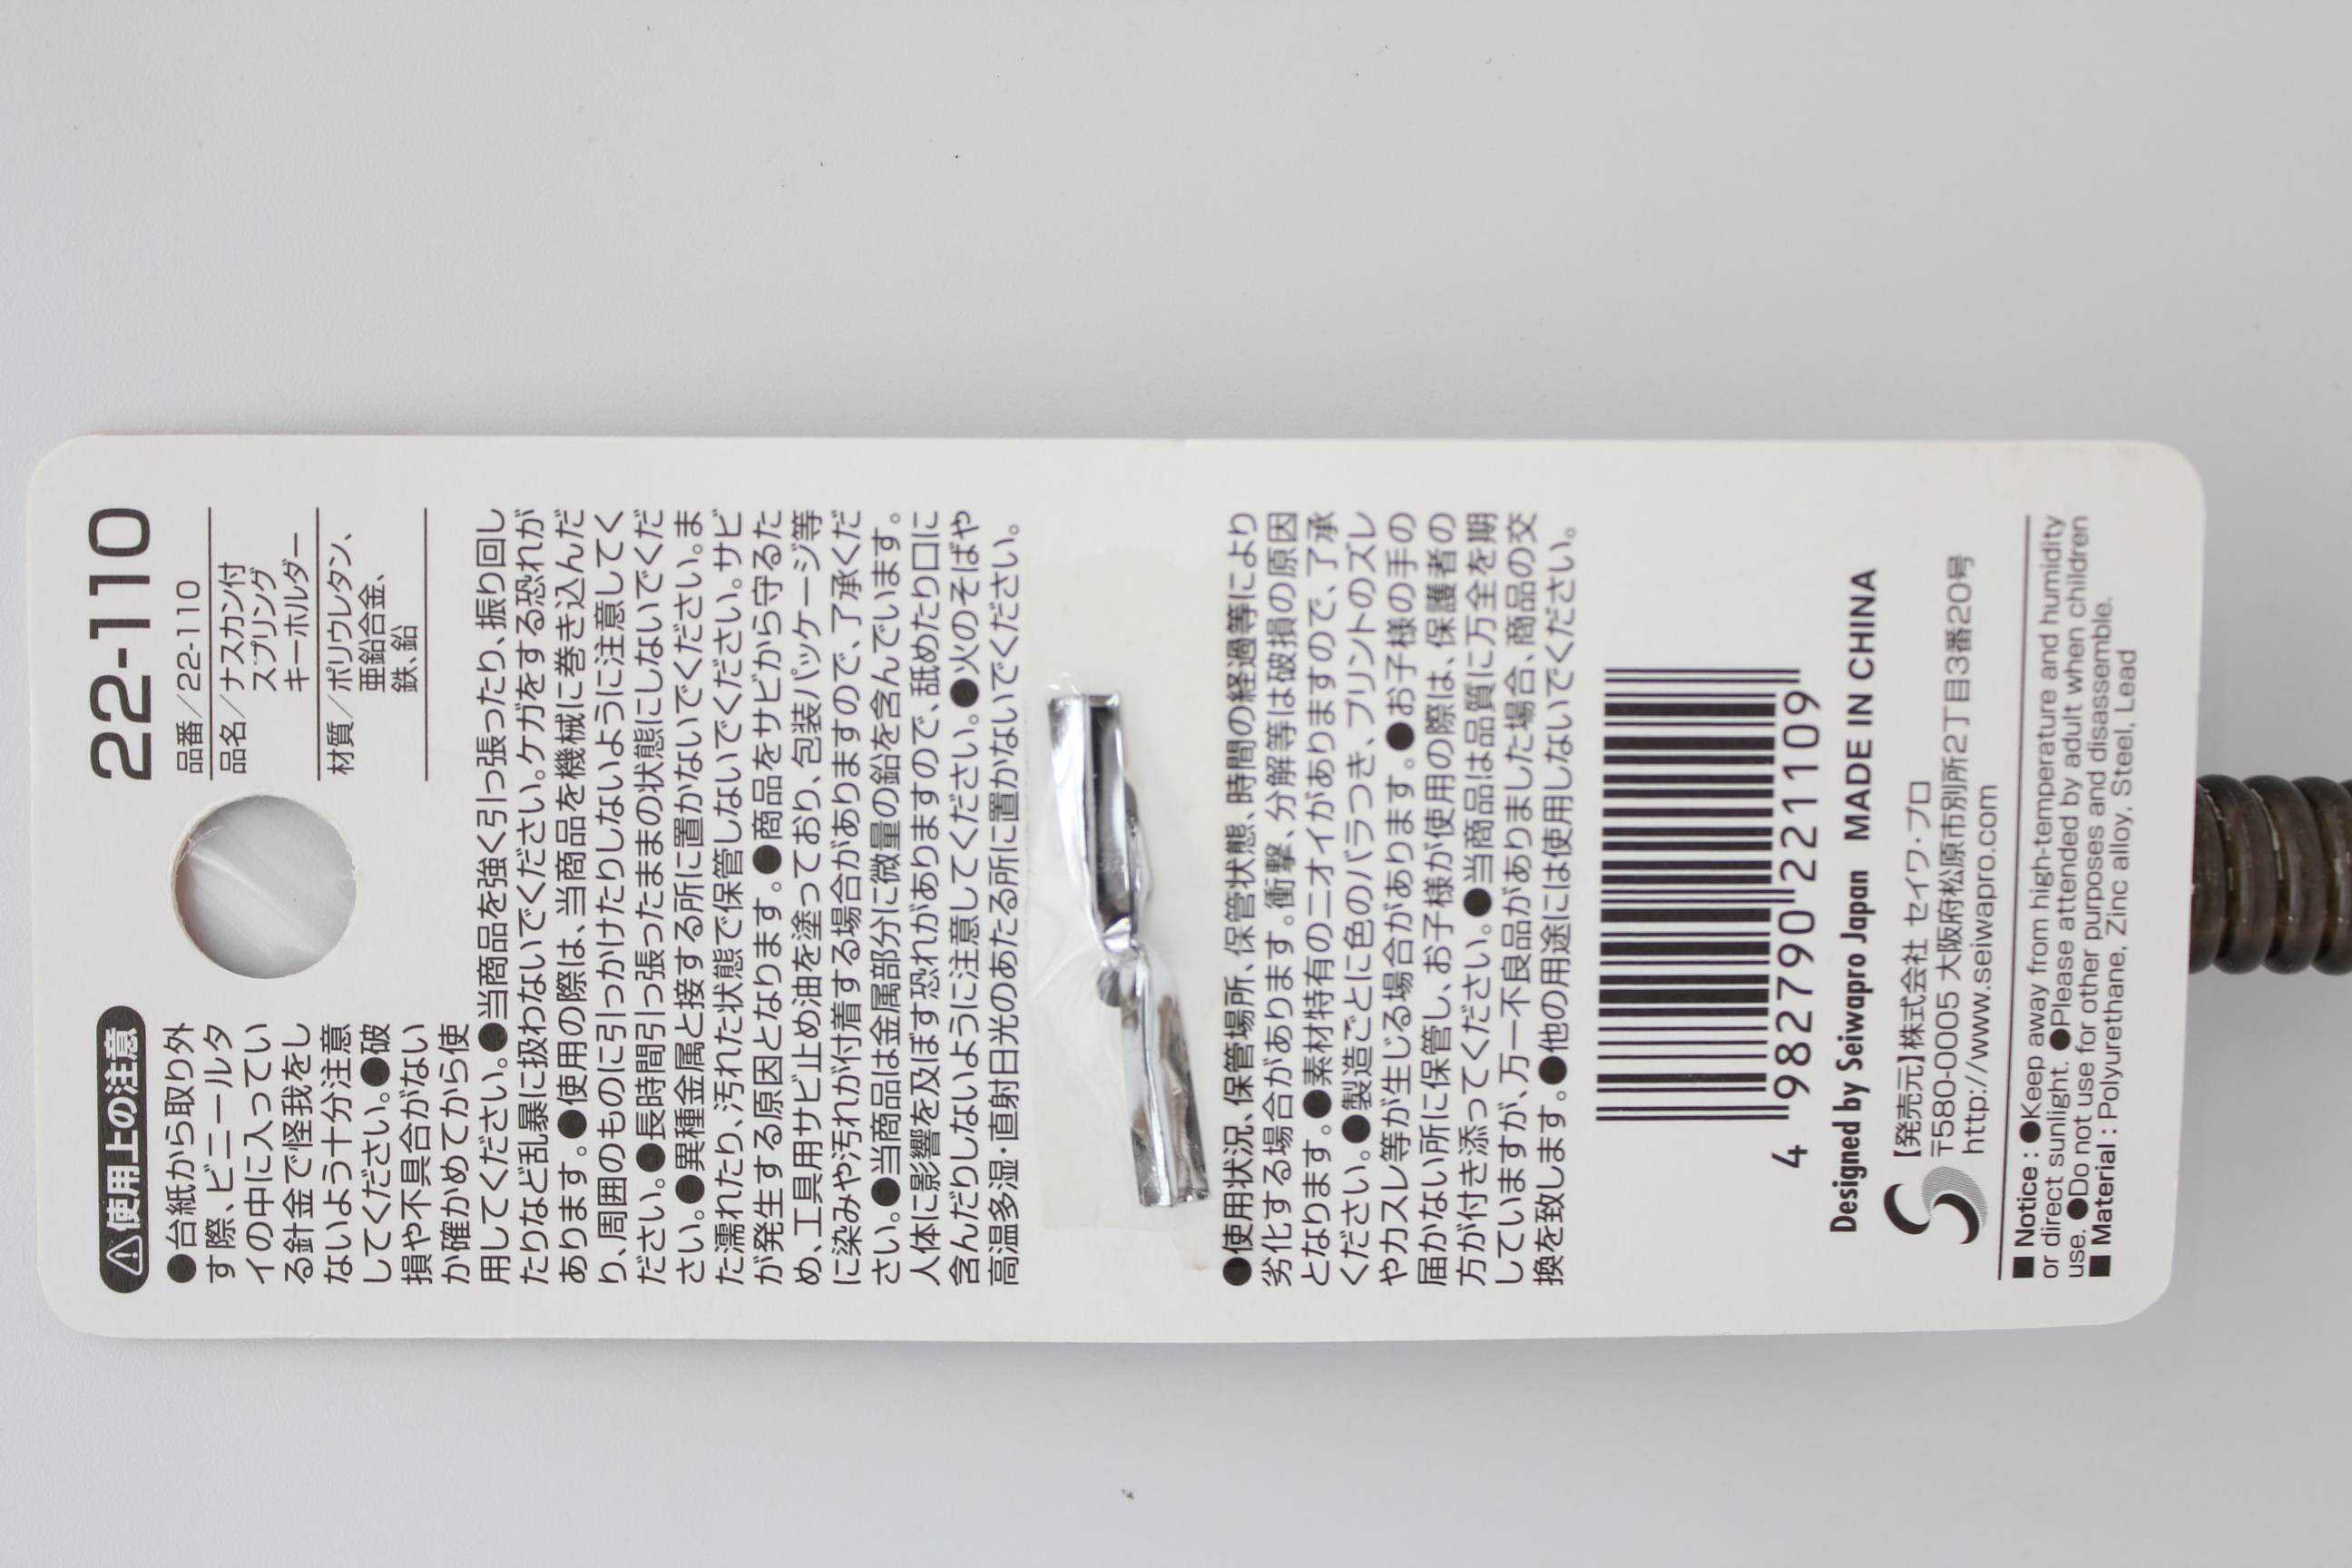 22-110
品番/22-110
品名/ナスカン付
スプリング
キーホルダー
材質/ポリウレタン、
亜鉛合金、
鉄、鉛
⚠使用上の注意
●台紙から取り外
す際、ビニールタ
イの中に入ってい
る針金で怪我をし
ないよう十分注意
してください。●破
損や不具合がない
か確かめてから使
用してください。●当商品を強く引っ張ったり、振り回し
たりなど乱暴に扱わないでください。ケガをする恐れが
あります。●使用の際は、当商品を機械に巻き込んだ
り、周囲のものに引っかけたりしないように注意してく
ださい。●長時間引っ張ったままの状態にしないでくだ
さい。●異種金属と接する所に置かないでください。ま
た濡れたり、汚れた状態で保管しないでください。サビ
が発生する原因となります。●商品をサビから守るた
め、工具用サビ止め油を塗っており、包装パッケージ等
に染みや汚れが付着する場合がありますので、了承くだ
さい。●当商品は金属部分に微量の鉛を含んでいます。
人体に影響を及ぼす恐れがありますので、舐めたり口に
含んだりしないように注意してください。●火のそばや
高温多湿・直射日光のあたる所に置かないでください。
●使用状況、保管場所、保管状態、時間の経過等により
劣化する場合があります。衝撃、分解等は破損の原因
となります。●素材特有のニオイがありますので、了承
ください。●製造ごとに色のバラつき、プリントのズレ
やカスレ等が生じる場合があります。●お子様の手の
届かない所に保管し、お子様が使用の際は、保護者の
方が付き添ってください。●当商品は品質に万全を期
していますが、万一不良品がありました場合、商品の交
換を致します。●他の用途には使用しないでください。
4 982790 221109
Designed by Seiwapro Japan MADE IN CHINA
【発売元】株式会社 セイワ・プロ
〒580-0005 大阪府松原市別所2丁目3番20号
http://www.seiwapro.com
■ Notice : ●Keep away from high-temperature and humidity
or direct sunlight. ●Please attended by adult when children
use. ●Do not use for other purposes and disassemble.
■ Material : Polyurethane, Zinc alloy, Steel, Lead